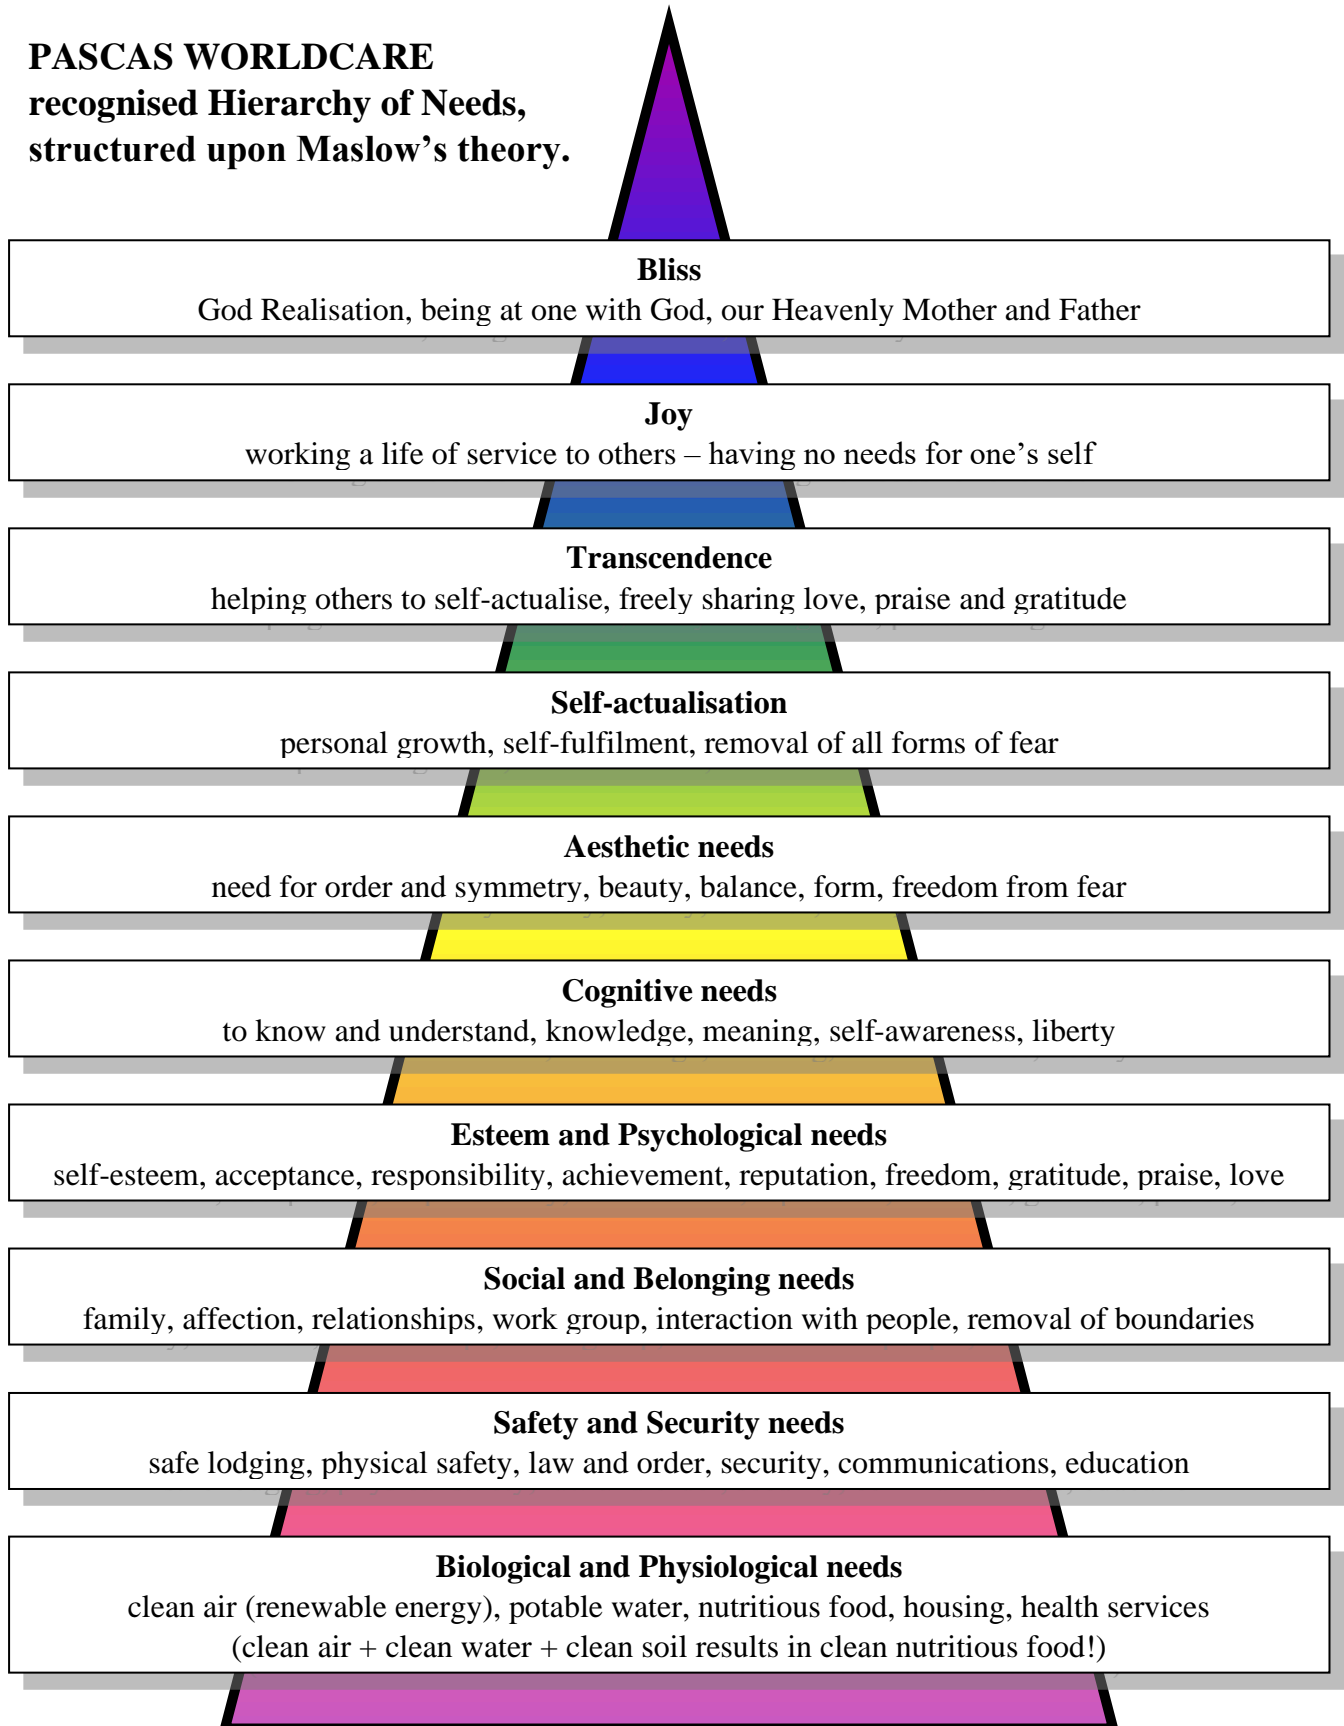 PASCAS WORLDCARE
recognised Hierarchy of Needs,
structured upon Maslow’s theory.
Bliss
God Realisation, being at one with God, our Heavenly Mother and Father
Joy
working a life of service to others – having no needs for one’s self
Transcendence
helping others to self-actualise, freely sharing love, praise and gratitude
Self-actualisation
personal growth, self-fulfilment, removal of all forms of fear
Aesthetic needs
need for order and symmetry, beauty, balance, form, freedom from fear
Cognitive needs
to know and understand, knowledge, meaning, self-awareness, liberty
Esteem and Psychological needs
self-esteem, acceptance, responsibility, achievement, reputation, freedom, gratitude, praise, love
Social and Belonging needs
family, affection, relationships, work group, interaction with people, removal of boundaries
Safety and Security needs
safe lodging, physical safety, law and order, security, communications, education
Biological and Physiological needs
clean air (renewable energy), potable water, nutritious food, housing, health services
(clean air + clean water + clean soil results in clean nutritious food!)